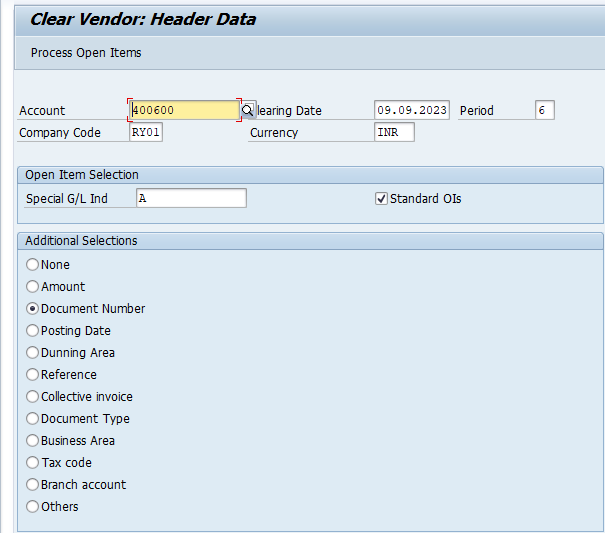 Clear Vendor: Header Data
Process Open Items
Account 400600 learing Date 09.09.2023 Period 6
Company Code RY01 Currency INR
Open Item Selection
Special G/L Ind A Standard OIs
Additional Selections
None
Amount
Document Number
Posting Date
Dunning Area
Reference
Collective invoice
Document Type
Business Area
Tax code
Branch account
Others